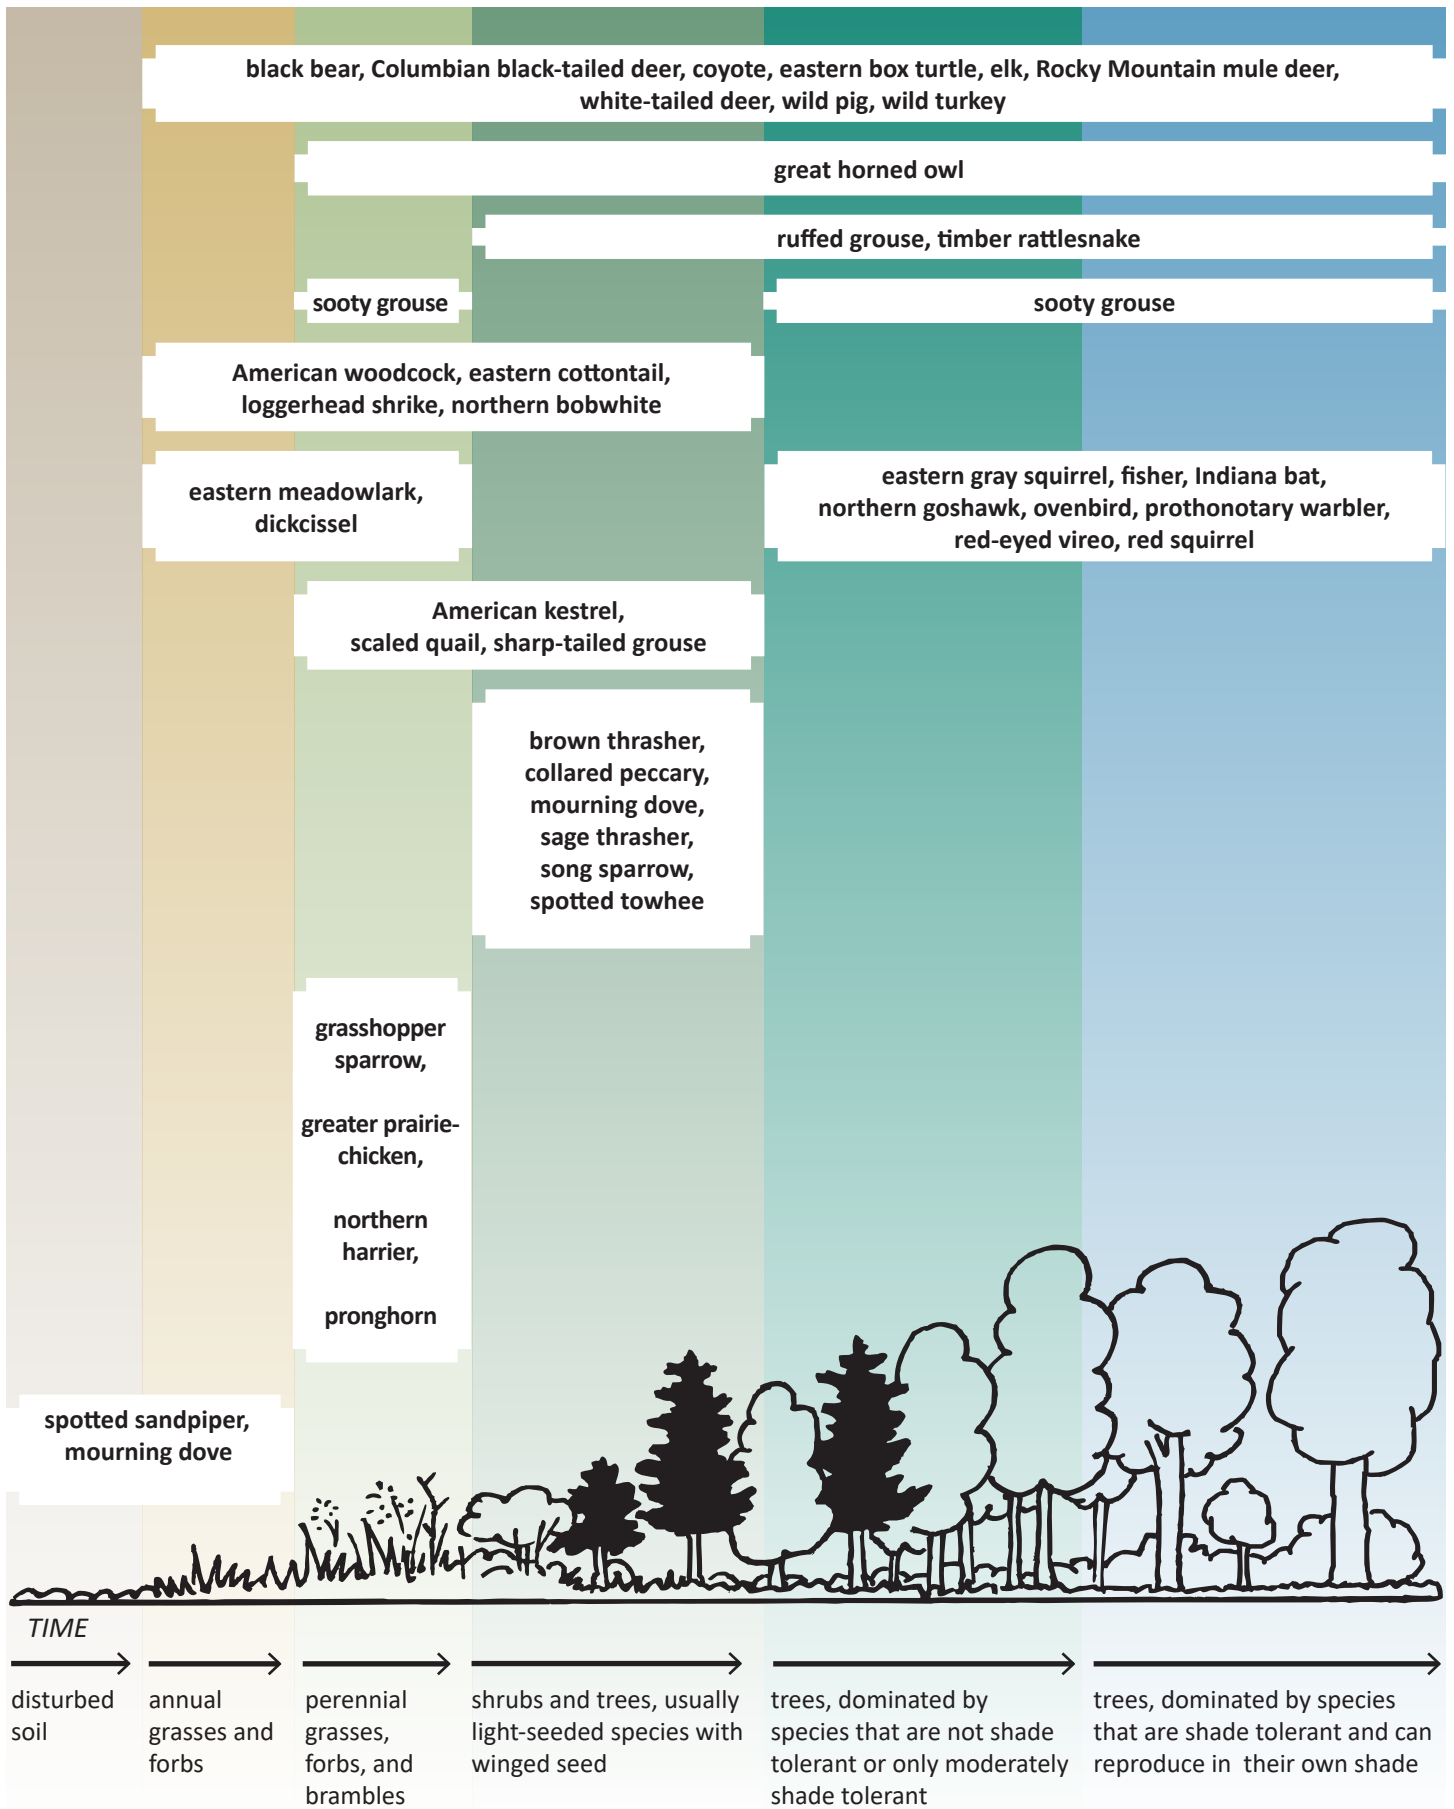 black bear, Columbian black-tailed deer, coyote, eastern box turtle, elk, Rocky Mountain mule deer,
white-tailed deer, wild pig, wild turkey
great horned owl
ruffed grouse, timber rattlesnake
sooty grouse
sooty grouse
American woodcock, eastern cottontail,
loggerhead shrike, northern bobwhite
eastern meadowlark,
dickcissel
eastern gray squirrel, fisher, Indiana bat,
northern goshawk, ovenbird, prothonotary warbler,
red-eyed vireo, red squirrel
American kestrel,
scaled quail, sharp-tailed grouse
brown thrasher,
collared peccary,
mourning dove,
sage thrasher,
song sparrow,
spotted towhee
grasshopper
sparrow,
greater prairie-
chicken,
northern
harrier,
pronghorn
spotted sandpiper,
mourning dove
TIME
disturbed
soil
annual
grasses and
forbs
perennial
grasses,
forbs, and
brambles
shrubs and trees, usually
light-seeded species with
winged seed
trees, dominated by
species that are not shade
tolerant or only moderately
shade tolerant
trees, dominated by species
that are shade tolerant and can
reproduce in their own shade